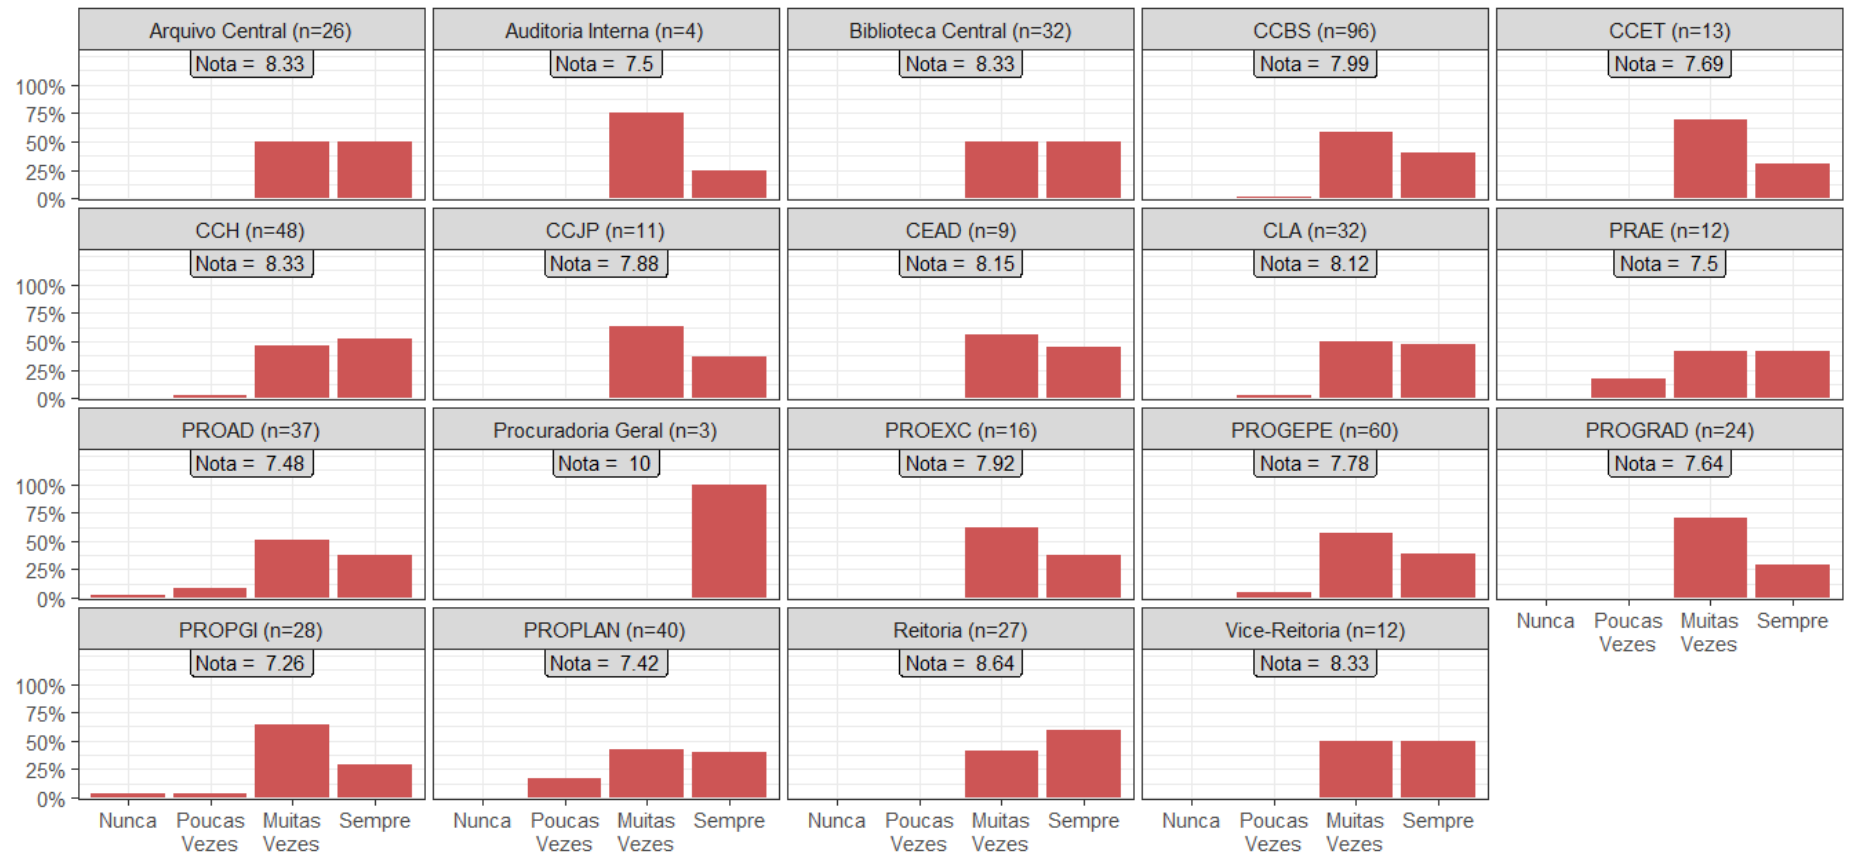 Arquivo Central (n=26)
Auditoria Interna (n=4)
Biblioteca Central (n=32)
CCBS (n=96)
CCET (n=13)
Nota = 8.33
Nota = 7.5
Nota = 8.33
Nota = 7.99
Nota = 7.69
100%
75%
50%
25%
0%
CCH (n=48)
CCJP (n=11)
CEAD (n=9)
CLA (n=32)
PRAE (n=12)
Nota = 8.33
Nota = 7.88
Nota = 8.15
Nota = 8.12
Nota = 7.5
100%
75%
50%
25%
0%
PROAD (n=37)
Procuradoria Geral (n=3)
PROEXC (n=16)
PROGEPE (n=60)
PROGRAD (n=24)
Nota = 7.48
Nota = 10
Nota = 7.92
Nota = 7.78
Nota = 7.64
100%
75%
50%
25%
0%
Nunca
Poucas
Vezes
Muitas
Vezes
Sempre
PROPGI (n=28)
PROPLAN (n=40)
Reitoria (n=27)
Vice-Reitoria (n=12)
Nota = 7.26
Nota = 7.42
Nota = 8.64
Nota = 8.33
100%
75%
50%
25%
0%
Nunca
Poucas
Vezes
Muitas
Vezes
Sempre
Nunca
Poucas
Vezes
Muitas
Vezes
Sempre
Nunca
Poucas
Vezes
Muitas
Vezes
Sempre
Nunca
Poucas
Vezes
Muitas
Vezes
Sempre